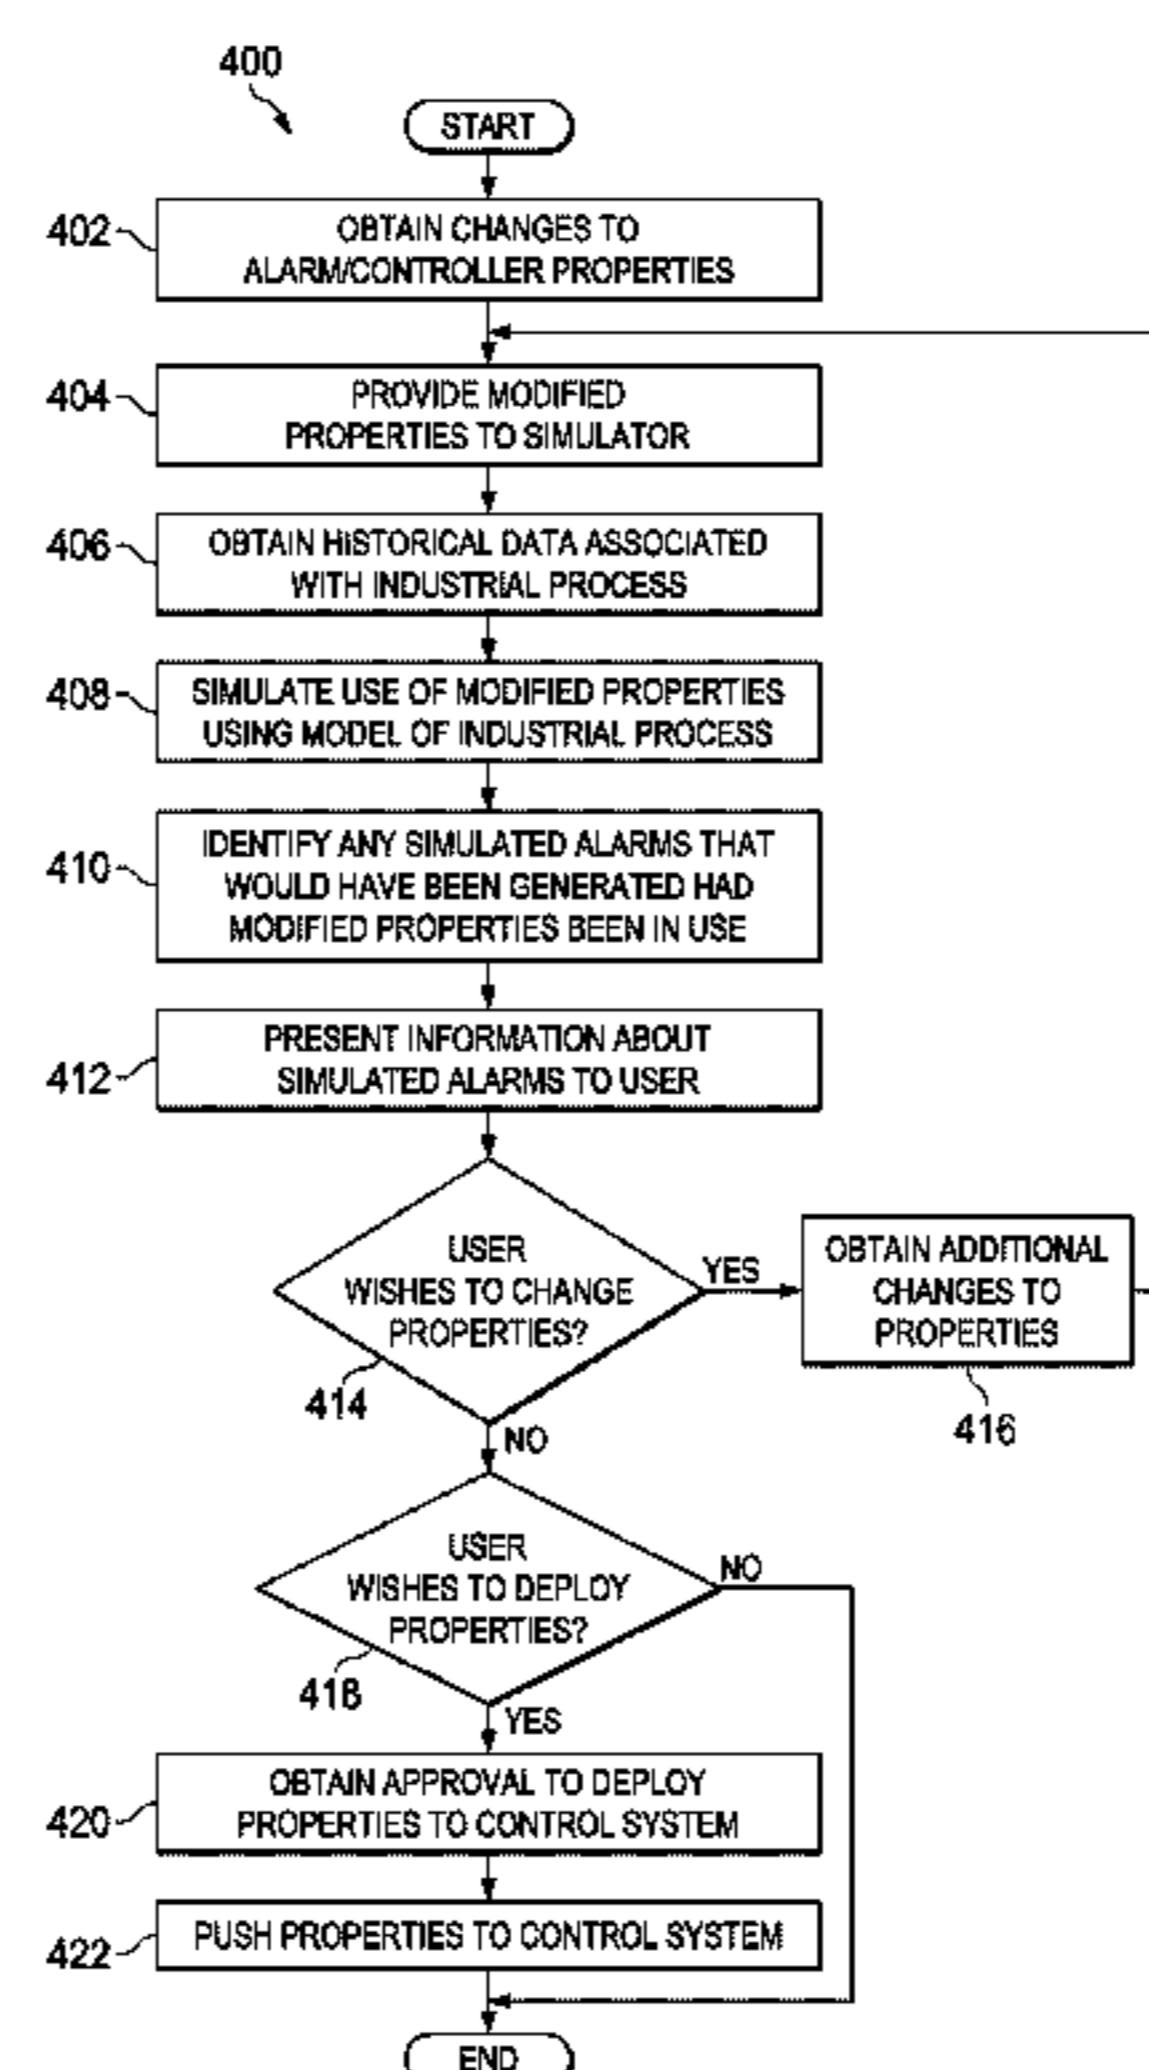 400
START
402
OBTAIN CHANGES TO
ALARM/CONTROLLER PROPERTIES
404
PROVIDE MODIFIED
PROPERTIES TO SIMULATOR
406
OBTAIN HISTORICAL DATA ASSOCIATED
WITH INDUSTRIAL PROCESS
408
SIMULATE USE OF MODIFIED PROPERTIES
USING MODEL OF INDUSTRIAL PROCESS
410
IDENTIFY ANY SIMULATED ALARMS THAT
WOULD HAVE BEEN GENERATED HAD
MODIFIED PROPERTIES BEEN IN USE
412
PRESENT INFORMATION ABOUT
SIMULATED ALARMS TO USER
USER
WISHES TO CHANGE
PROPERTIES?
414
YES
OBTAIN ADDITIONAL
CHANGES TO
PROPERTIES
416
NO
USER
WISHES TO DEPLOY
PROPERTIES?
418
NO
YES
420
OBTAIN APPROVAL TO DEPLOY
PROPERTIES TO CONTROL SYSTEM
422
PUSH PROPERTIES TO CONTROL SYSTEM
END